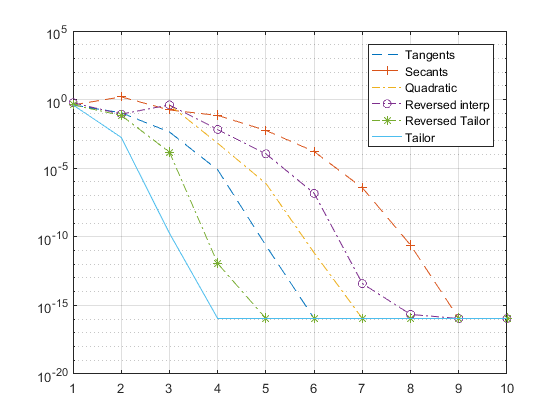 10^5
10^0
10^-5
10^-10
10^-15
10^-20
1 2 3 4 5 6 7 8 9 10
Tangents
Secants
Quadratic
Reversed interp
Reversed Tailor
Tailor